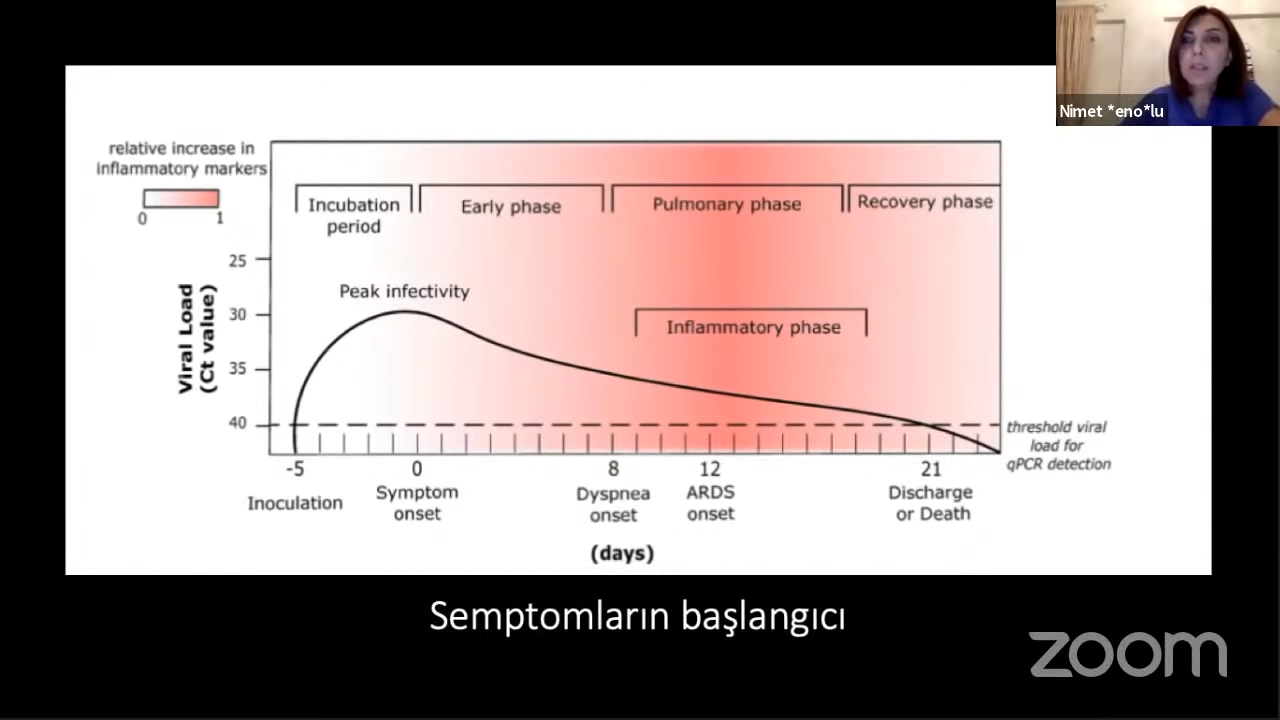 Nimet *eno*lu
relative increase in
inflammatory markers
0 1
Incubation
period
Early phase
Pulmonary phase
Recovery phase
Viral Load
(Ct value)
25
30
35
40
Peak infectivity
Inflammatory phase
threshold viral
load for
qPCR detection
-5 0 8 12 21
Inoculation
Symptom
onset
Dyspnea
onset
ARDS
onset
Discharge
or Death
(days)
Semptomların başlangıcı
zoom